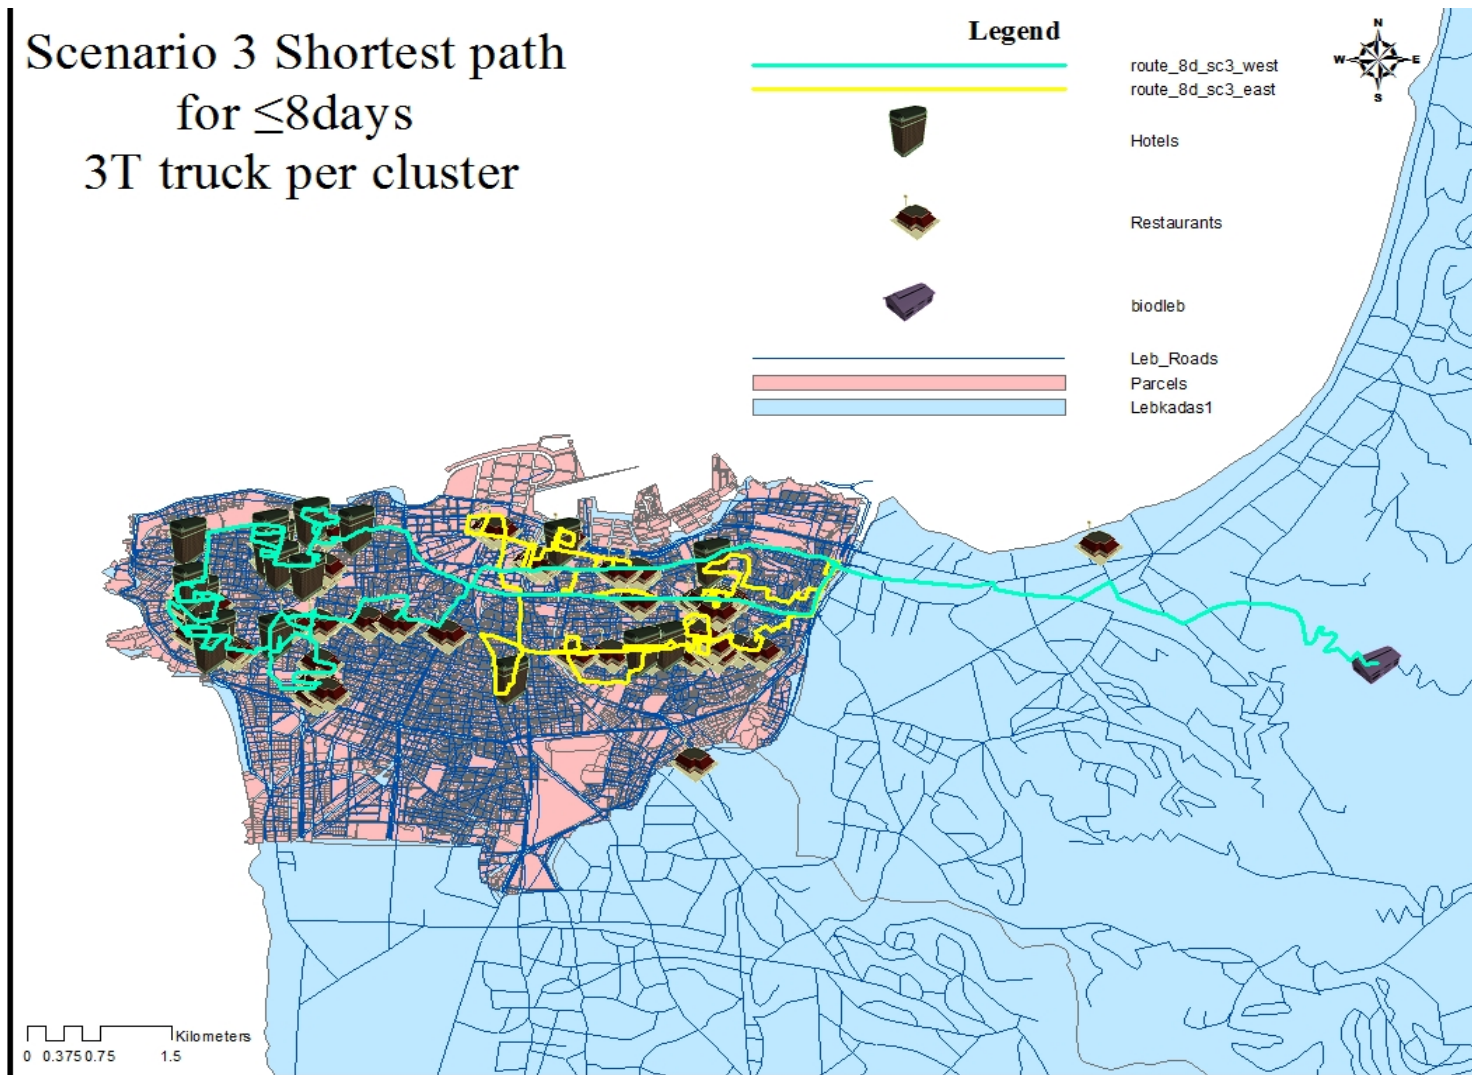 Scenario 3 Shortest path
for ≤8days
3T truck per cluster
Legend
route_8d_sc3_west
route_8d_sc3_east
Hotels
Restaurants
biodleb
Leb_Roads
Parcels
Lebkadas1
N
W E
S
Kilometers
0 0.375 0.75 1.5